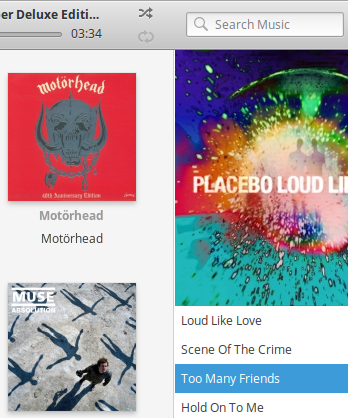 per Deluxe Editi...
03:34
Search Music
motörhead
40th Anniversary Edition
Motörhead
Motörhead
MUSE
ABSOLUTION
PLACEBO LOUD LI
Loud Like Love
Scene Of The Crime
Too Many Friends
Hold On To Me